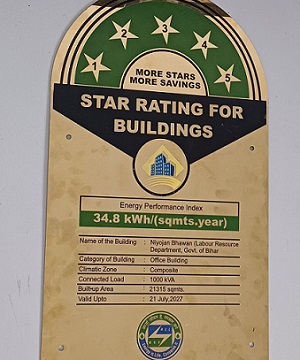 1 2 3 4 5
MORE STARS
MORE SAVINGS
STAR RATING FOR
BUILDINGS
Energy Performance Index
34.8 kWh/(sqmts.year)
Name of the Building : Niyojan Bhawan (Labour Resource
Department, Govt. of Bihar
Category of Building : Office Building
Climatic Zone : Composite
Connected Load : 1000 kVA
Built-up Area : 21315 sqmts.
Valid Upto : 21 July,2027